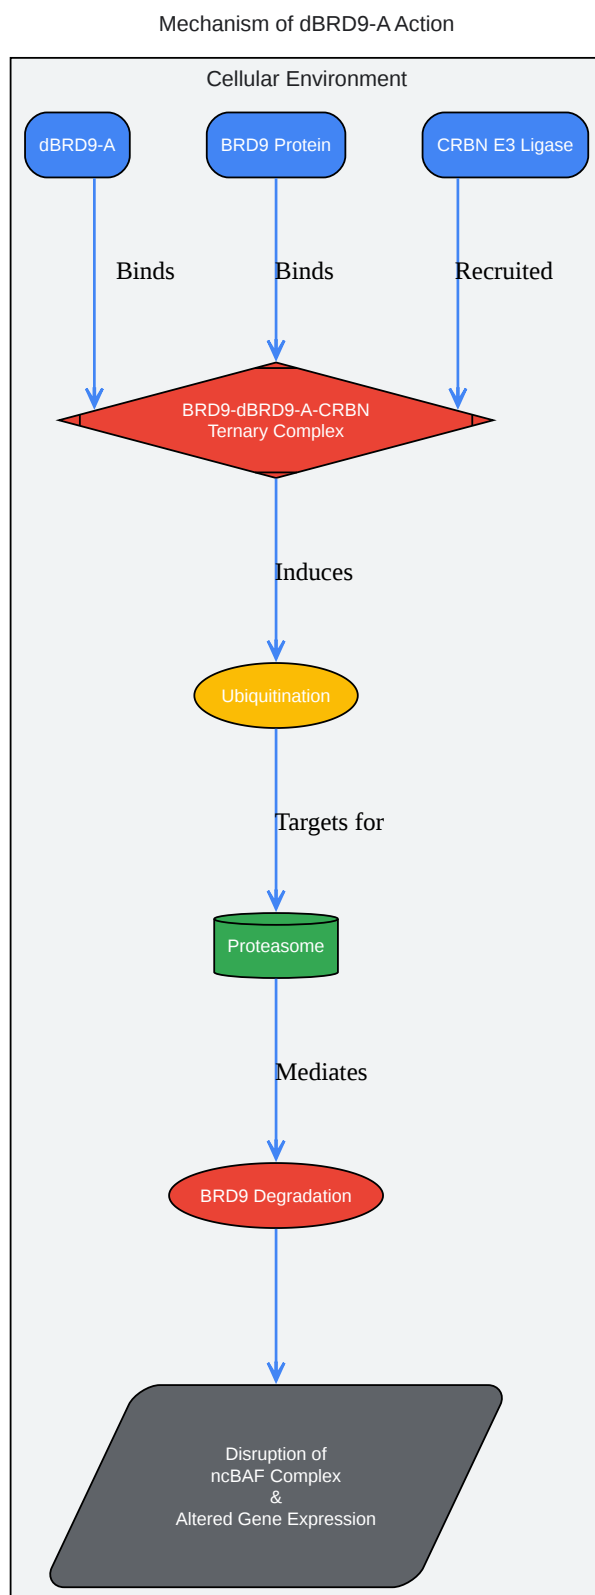 Mechanism of dBRD9-A Action
Cellular Environment
dBRD9-A
BRD9 Protein
CRBN E3 Ligase
Binds
Binds
Recruited
BRD9-dBRD9-A-CRBN
Ternary Complex
Induces
Ubiquitination
Targets for
Proteasome
Mediates
BRD9 Degradation
Disruption of
ncBAF Complex
&
Altered Gene Expression